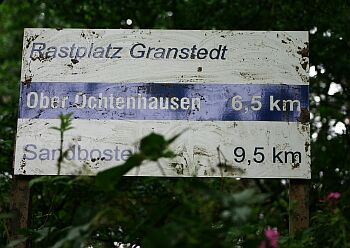 Rastplatz Granstedt
Ober Ochtenhausen 6,5 km
Sandbostel 9,5 km